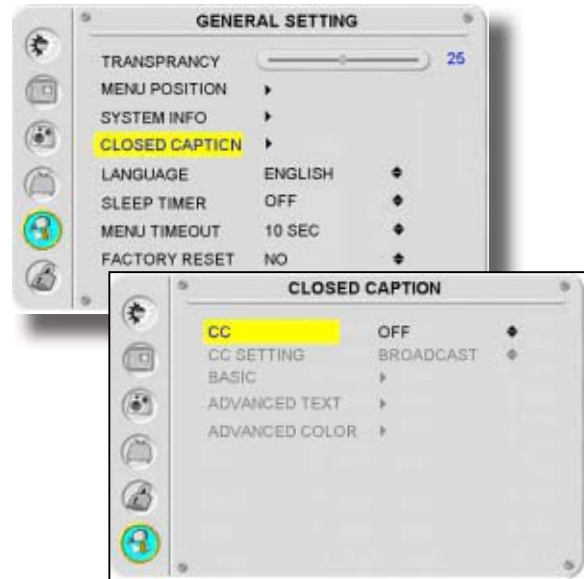 GENERAL SETTING
TRANSPRANCY 25
MENU POSITION
SYSTEM INFO
CLOSED CAPTION
LANGUAGE ENGLISH
SLEEP TIMER OFF
MENU TIMEOUT 10 SEC
FACTORY RESET NO
CLOSED CAPTION
CC OFF
CC SETTING BROADCAST
BASIC
ADVANCED TEXT
ADVANCED COLOR